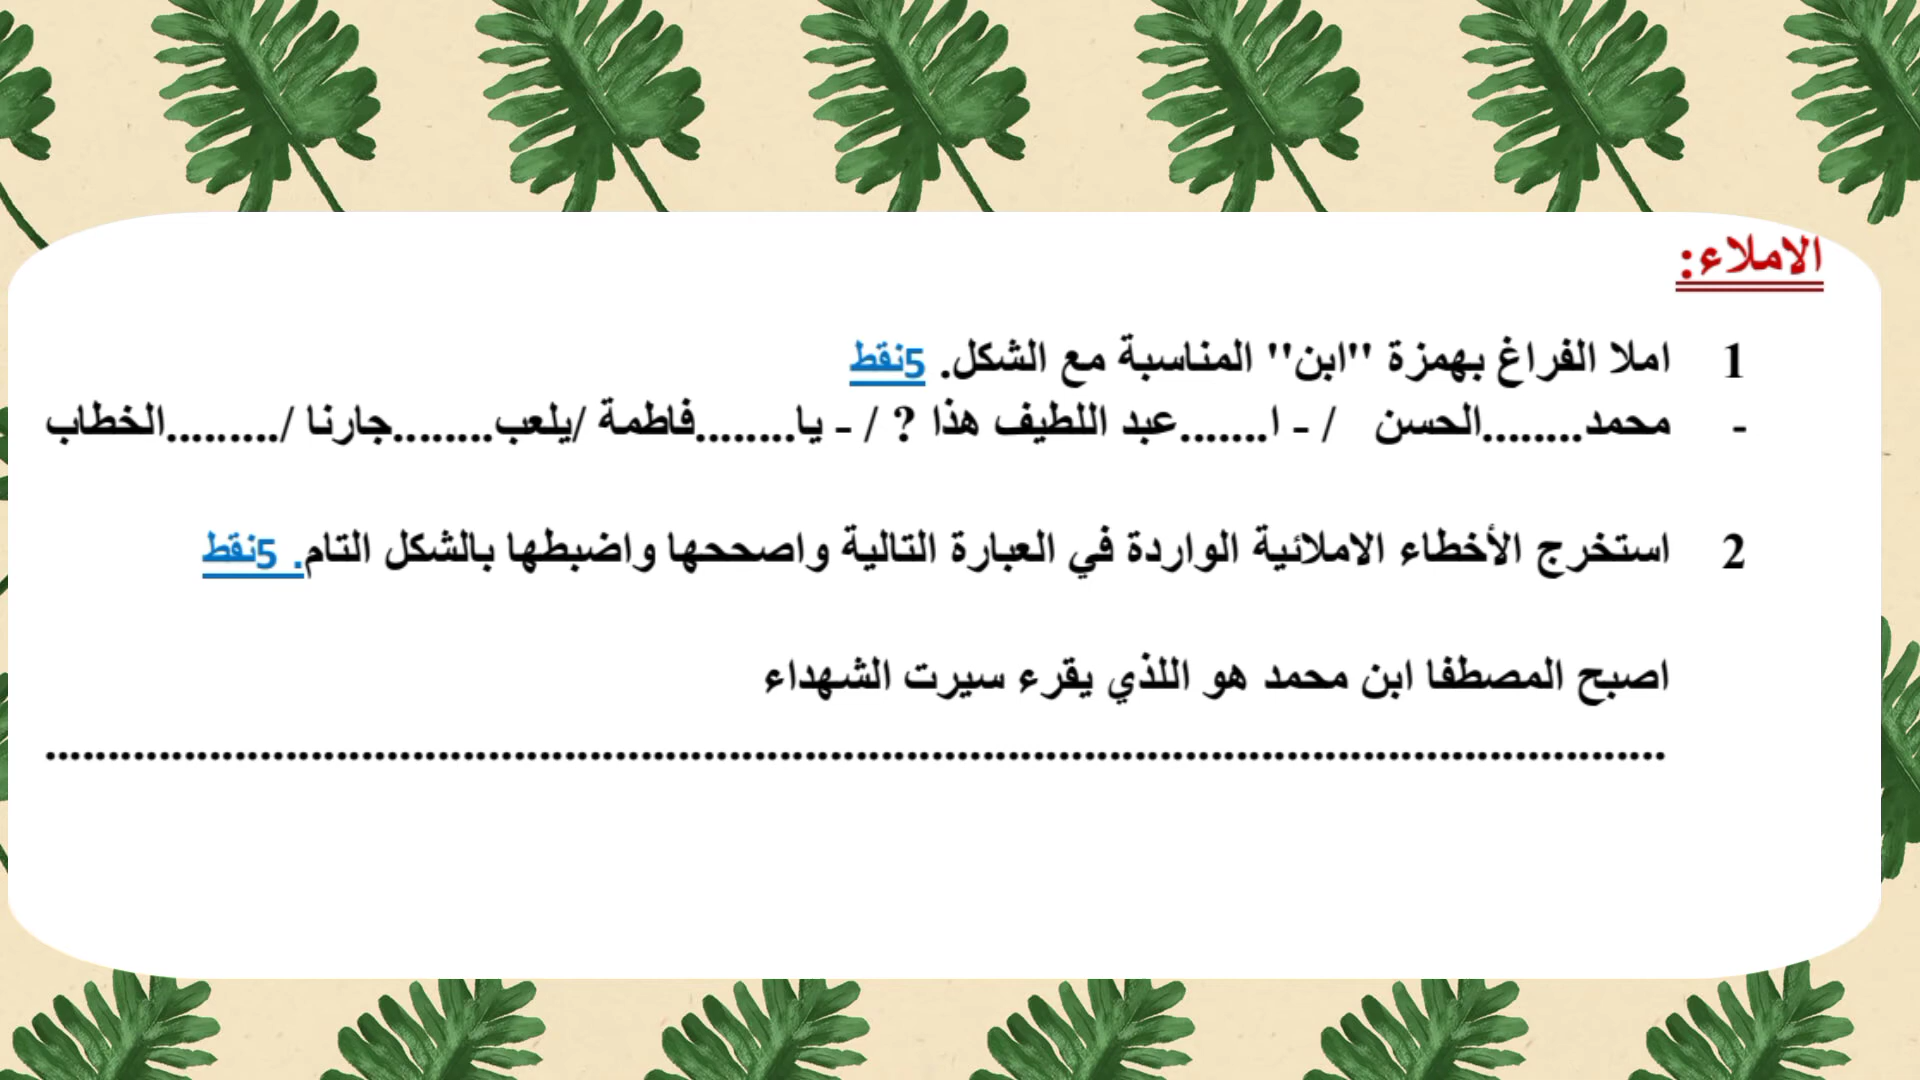 الاملاء:
1 املا الفراغ بهمزة ''ابن'' المناسبة مع الشكل. 5نقط
- محمد........الحسن / - ا.......عبد اللطيف هذا ? / - يا........فاطمة /يلعب........جارنا /.........الخطاب
2 استخرج الأخطاء الاملائية الواردة في العبارة التالية واصححها واضبطها بالشكل التام. 5نقط
اصبح المصطفا ابن محمد هو اللذي يقرء سيرت الشهداء
................................................................................................................................